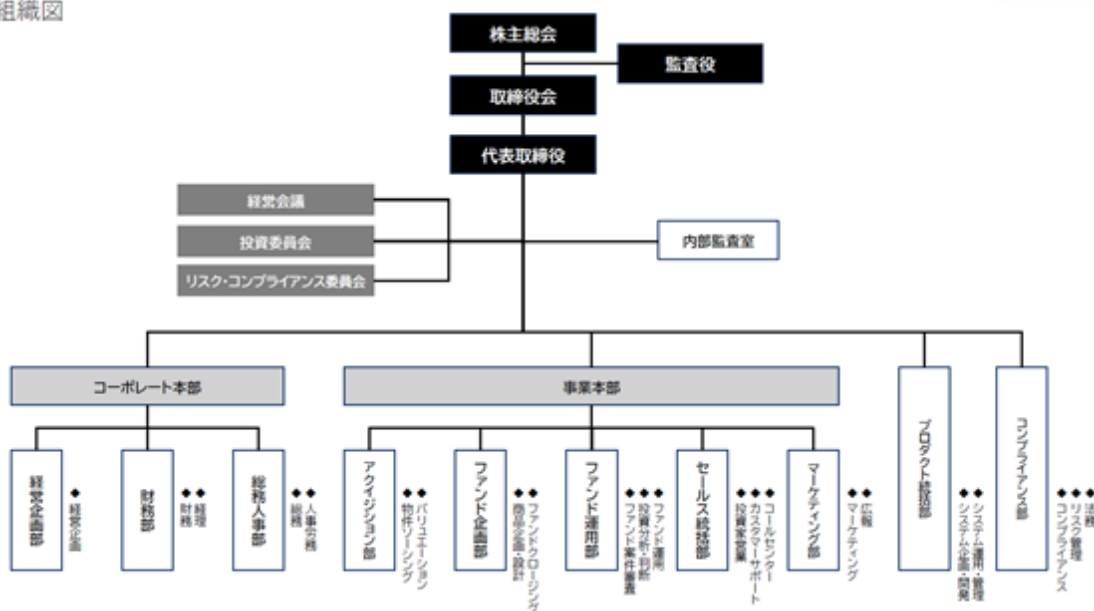 組織図
株主総会
監査役
取締役会
代表取締役
経営会議
投資委員会
リスク・コンプライアンス委員会
内部監査室
コーポレート本部
事業本部
プロダクト統括部
◆システム運用・管理
◆システム企画・開発
コンプライアンス部
◆法務
◆リスク管理
◆コンプライアンス
経営企画部
◆経営企画
財務部
◆経理
◆財務
総務人事部
◆人事労務
◆総務
アクイジション部
◆バリュエーション
◆物件ソーシング
ファンド企画部
◆ファンドクロージング
◆商品企画・設計
ファンド運用部
◆ファンド運用
◆投資分析・判断
◆ファンド案件審査
セールス統括部
◆コールセンター
◆カスタマーサポート
◆投資家営業
マーケティング部
◆広報
◆マーケティング